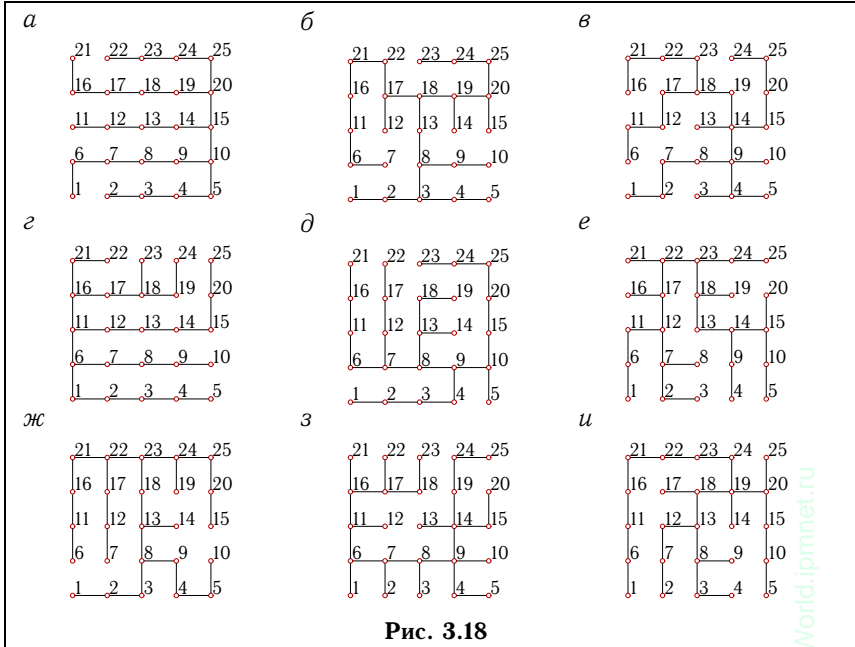 а б в
21 22 23 24 25 21 22 23 24 25 21 22 23 24 25
16 17 18 19 20 16 17 18 19 20 16 17 18 19 20
11 12 13 14 15 11 12 13 14 15 11 12 13 14 15
6 7 8 9 10 6 7 8 9 10 6 7 8 9 10
1 2 3 4 5 1 2 3 4 5 1 2 3 4 5
г д е
21 22 23 24 25 21 22 23 24 25 21 22 23 24 25
16 17 18 19 20 16 17 18 19 20 16 17 18 19 20
11 12 13 14 15 11 12 13 14 15 11 12 13 14 15
6 7 8 9 10 6 7 8 9 10 6 7 8 9 10
1 2 3 4 5 1 2 3 4 5 1 2 3 4 5
ж з и
21 22 23 24 25 21 22 23 24 25 21 22 23 24 25
16 17 18 19 20 16 17 18 19 20 16 17 18 19 20
11 12 13 14 15 11 12 13 14 15 11 12 13 14 15
6 7 8 9 10 6 7 8 9 10 6 7 8 9 10
1 2 3 4 5 1 2 3 4 5 1 2 3 4 5
Рис. 3.18
World.ipmnet.ru